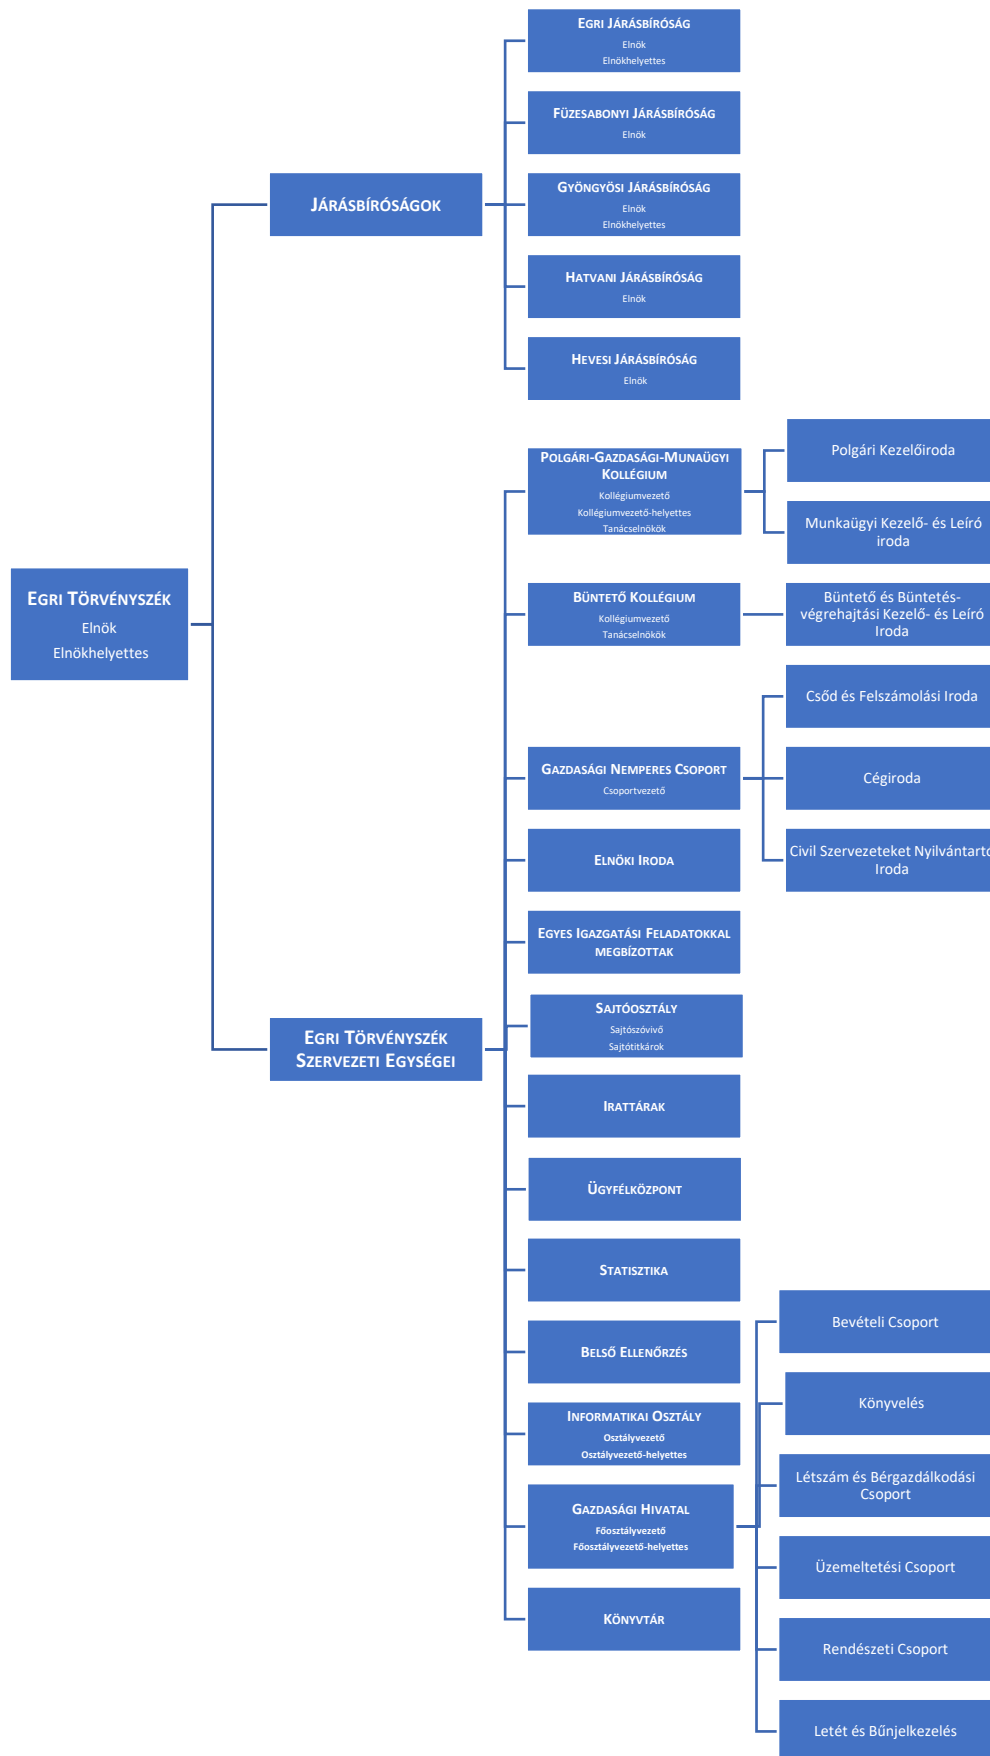 EGRI JÁRÁSBÍRÓSÁG
Elnök
Elnökhelyettes
FÜZESABONYI JÁRÁSBÍRÓSÁG
Elnök
JÁRÁSBÍRÓSÁGOK
GYÖNGYÖSI JÁRÁSBÍRÓSÁG
Elnök
Elnökhelyettes
HATVANI JÁRÁSBÍRÓSÁG
Elnök
HEVESI JÁRÁSBÍRÓSÁG
Elnök
POLGÁRI-GAZDASÁGI-MUNAÜGYI
KOLLÉGIUM
Kollégiumvezető
Kollégiumvezető-helyettes
Tanácselnökök
Polgári Kezelőiroda
Munkaügyi Kezelő- és Leíró
iroda
EGRI TÖRVÉNYSZÉK
Elnök
Elnökhelyettes
BÜNTETŐ KOLLÉGIUM
Kollégiumvezető
Tanácselnökök
Büntető és Büntetés-
végrehajtási Kezelő- és Leíró
Iroda
GAZDASÁGI NEMPERES CSOPORT
Csoportvezető
Csőd és Felszámolási Iroda
Cégiroda
Civil Szervezeteket Nyilvántartó
Iroda
ELNÖKI IRODA
EGYES IGAZGATÁSI FELADATOKKAL
MEGBÍZOTTAK
EGRI TÖRVÉNYSZÉK
SZERVEZETI EGYSÉGEI
SAJTÓOSZTÁLY
Sajtószóvivő
Sajtótitkárok
IRATTÁRAK
ÜGYFÉLKÖZPONT
STATISZTIKA
BELSŐ ELLENŐRZÉS
INFORMATIKAI OSZTÁLY
Osztályvezető
Osztályvezető-helyettes
GAZDASÁGI HIVATAL
Főosztályvezető
Főosztályvezető-helyettes
Bevételi Csoport
Könyvelés
Létszám és Bérgazdálkodási
Csoport
Üzemeltetési Csoport
Rendészeti Csoport
Letét és Bűnjelkezelés
KÖNYVTÁR